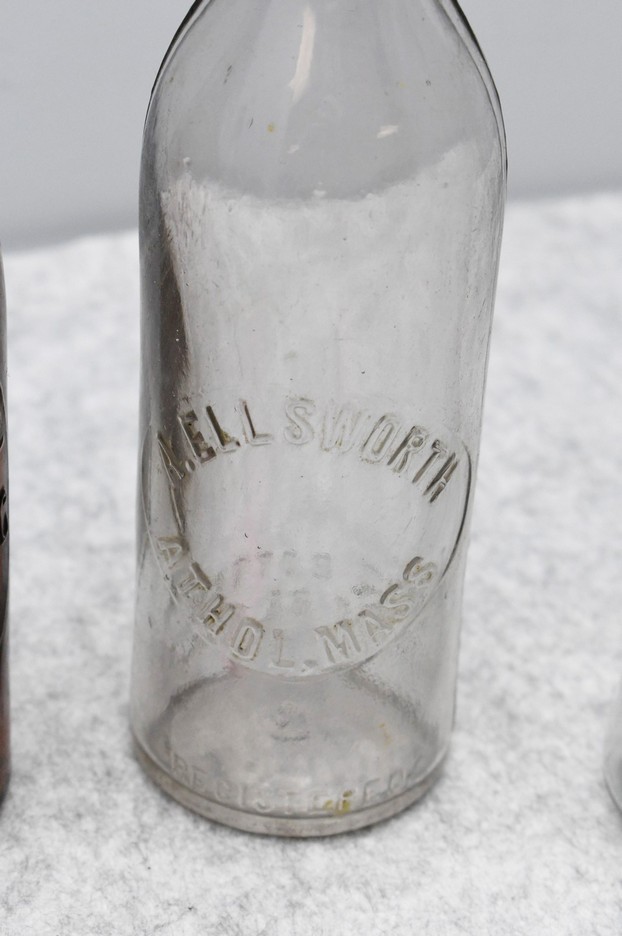 A. ELLSWORTH
ATHOL. MASS.
REGISTERED